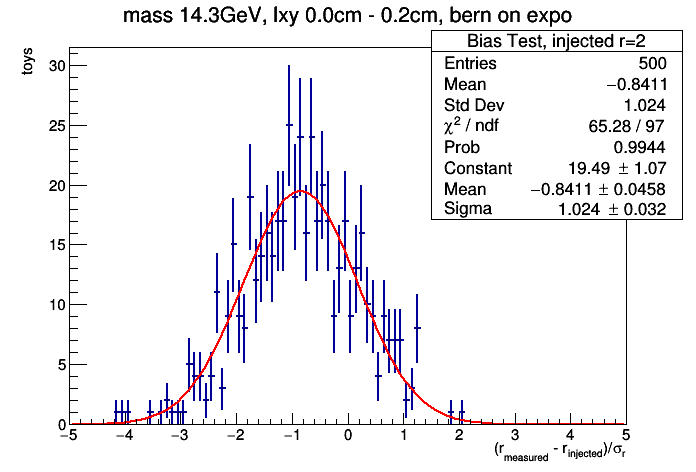 mass 14.3GeV, lxy 0.0cm - 0.2cm, bern on expo
Bias Test, injected r=2
Entries 500
Mean −0.8411
Std Dev 1.024
χ² / ndf 65.28 / 97
Prob 0.9944
Constant 19.49 ± 1.07
Mean −0.8411 ± 0.0458
Sigma 1.024 ± 0.032
toys
30
25
20
15
10
5
0
−5 −4 −3 −2 −1 0 1 2 3 4 5
(r_measured - r_injected)/σ_r